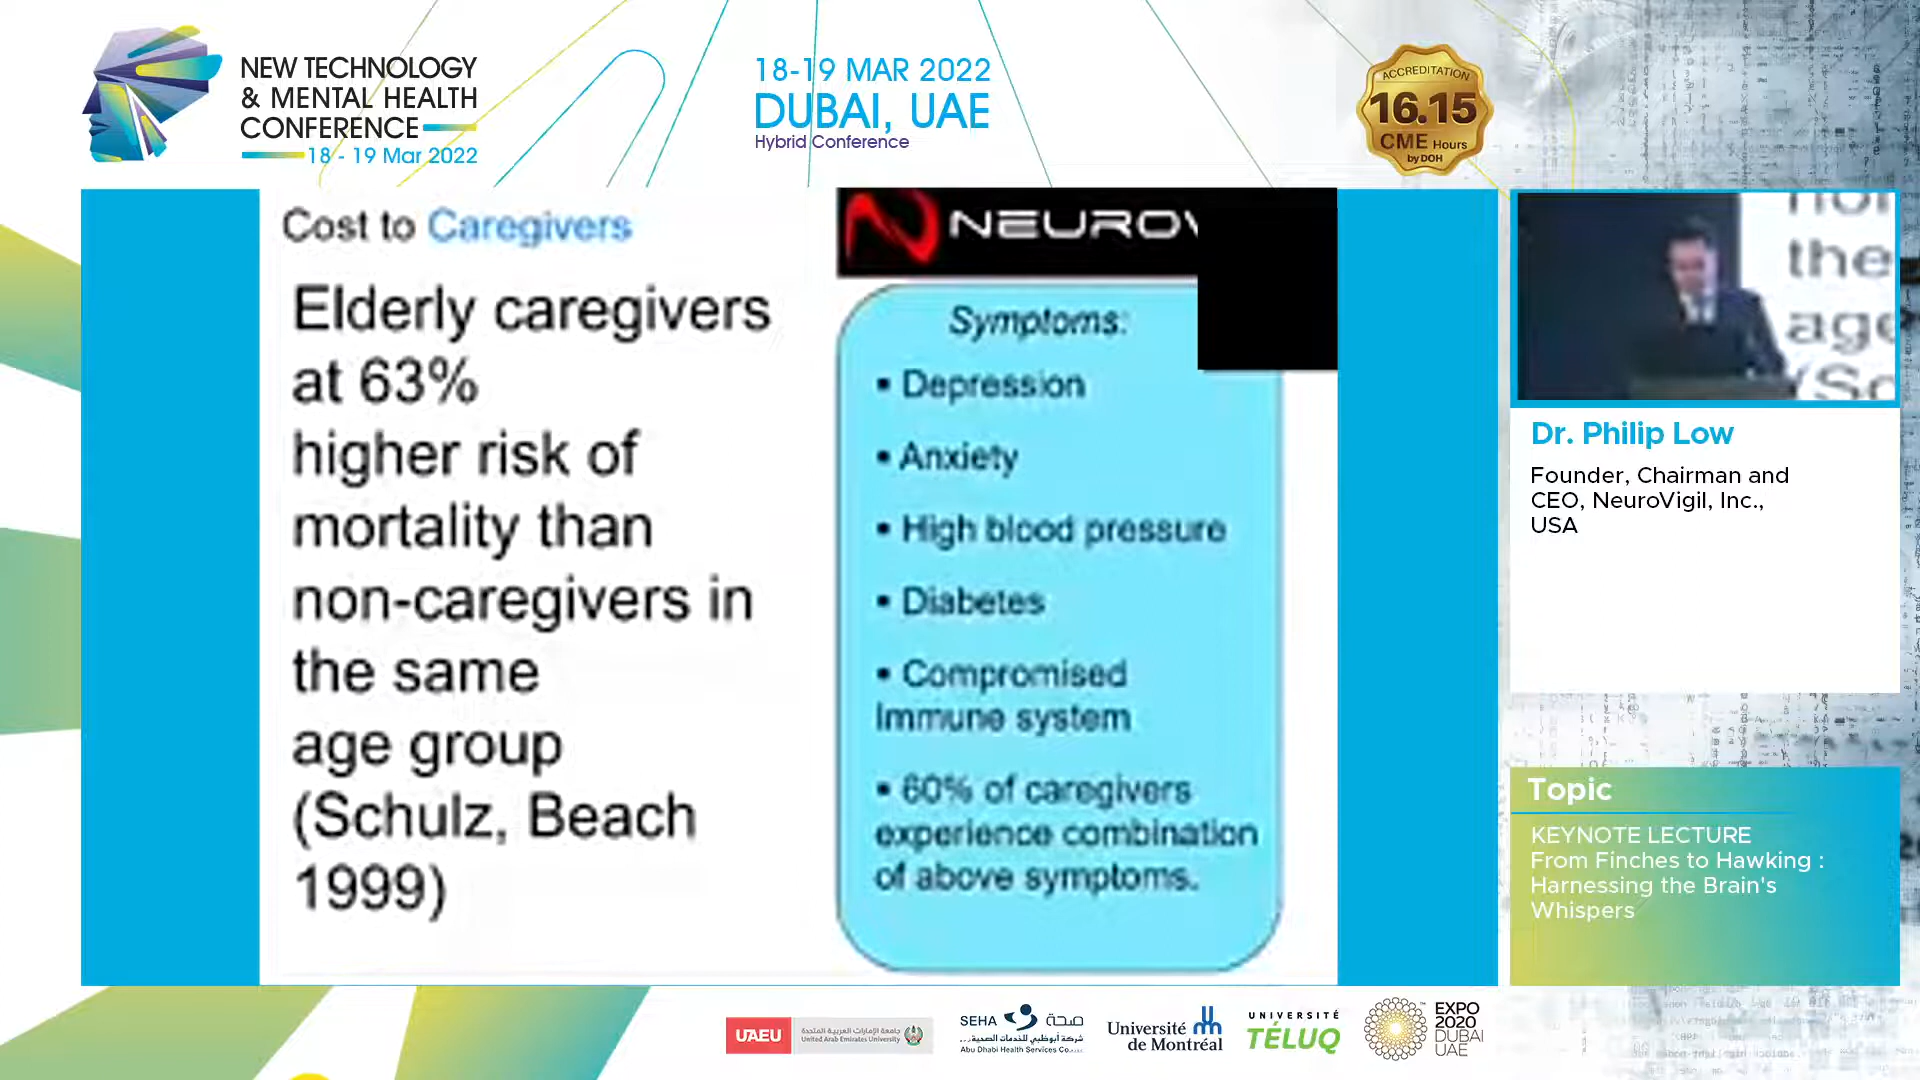 NEW TECHNOLOGY
& MENTAL HEALTH
CONFERENCE
18 - 19 Mar 2022
18-19 MAR 2022
DUBAI, UAE
Hybrid Conference
ACCREDITATION
16.15
CME Hours
by DOH
Cost to Caregivers
Elderly caregivers
at 63%
higher risk of
mortality than
non-caregivers in
the same
age group
(Schulz, Beach
1999)
NEUROV
Symptoms:
▪ Depression
▪ Anxiety
▪ High blood pressure
▪ Diabetes
▪ Compromised
immune system
▪ 60% of caregivers
experience combination
of above symptoms.
the
age
(Sc
Dr. Philip Low
Founder, Chairman and
CEO, NeuroVigil, Inc.,
USA
Topic
KEYNOTE LECTURE
From Finches to Hawking :
Harnessing the Brain's
Whispers
UAEU
جامعة الإمارات العربية المتحدة
United Arab Emirates University
SEHA صحة
شركة أبوظبي للخدمات الصحية
Abu Dhabi Health Services Co.
Université
de Montréal
UNIVERSITÉ
TÉLUQ
EXPO
2020
DUBAI
UAE